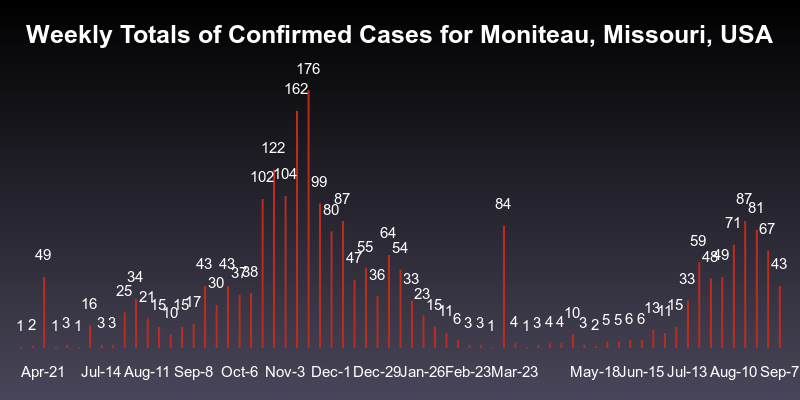 Weekly Totals of Confirmed Cases for Moniteau, Missouri, USA
1 2 49 1 3 1 16 3 3 25 34 21 15 10 15 17 43 30 43 37 38 102 122 104 162 176 99 80 87 47 55 36 64 54 33 23 15 11 6 3 3 1 84 4 1 3 4 4 10 3 2 5 5 6 6 13 11 15 33 59 48 49 71 87 81 67 43
Apr-21 Jul-14 Aug-11 Sep-8 Oct-6 Nov-3 Dec-1 Dec-29 Jan-26 Feb-23 Mar-23 May-18 Jun-15 Jul-13 Aug-10 Sep-7